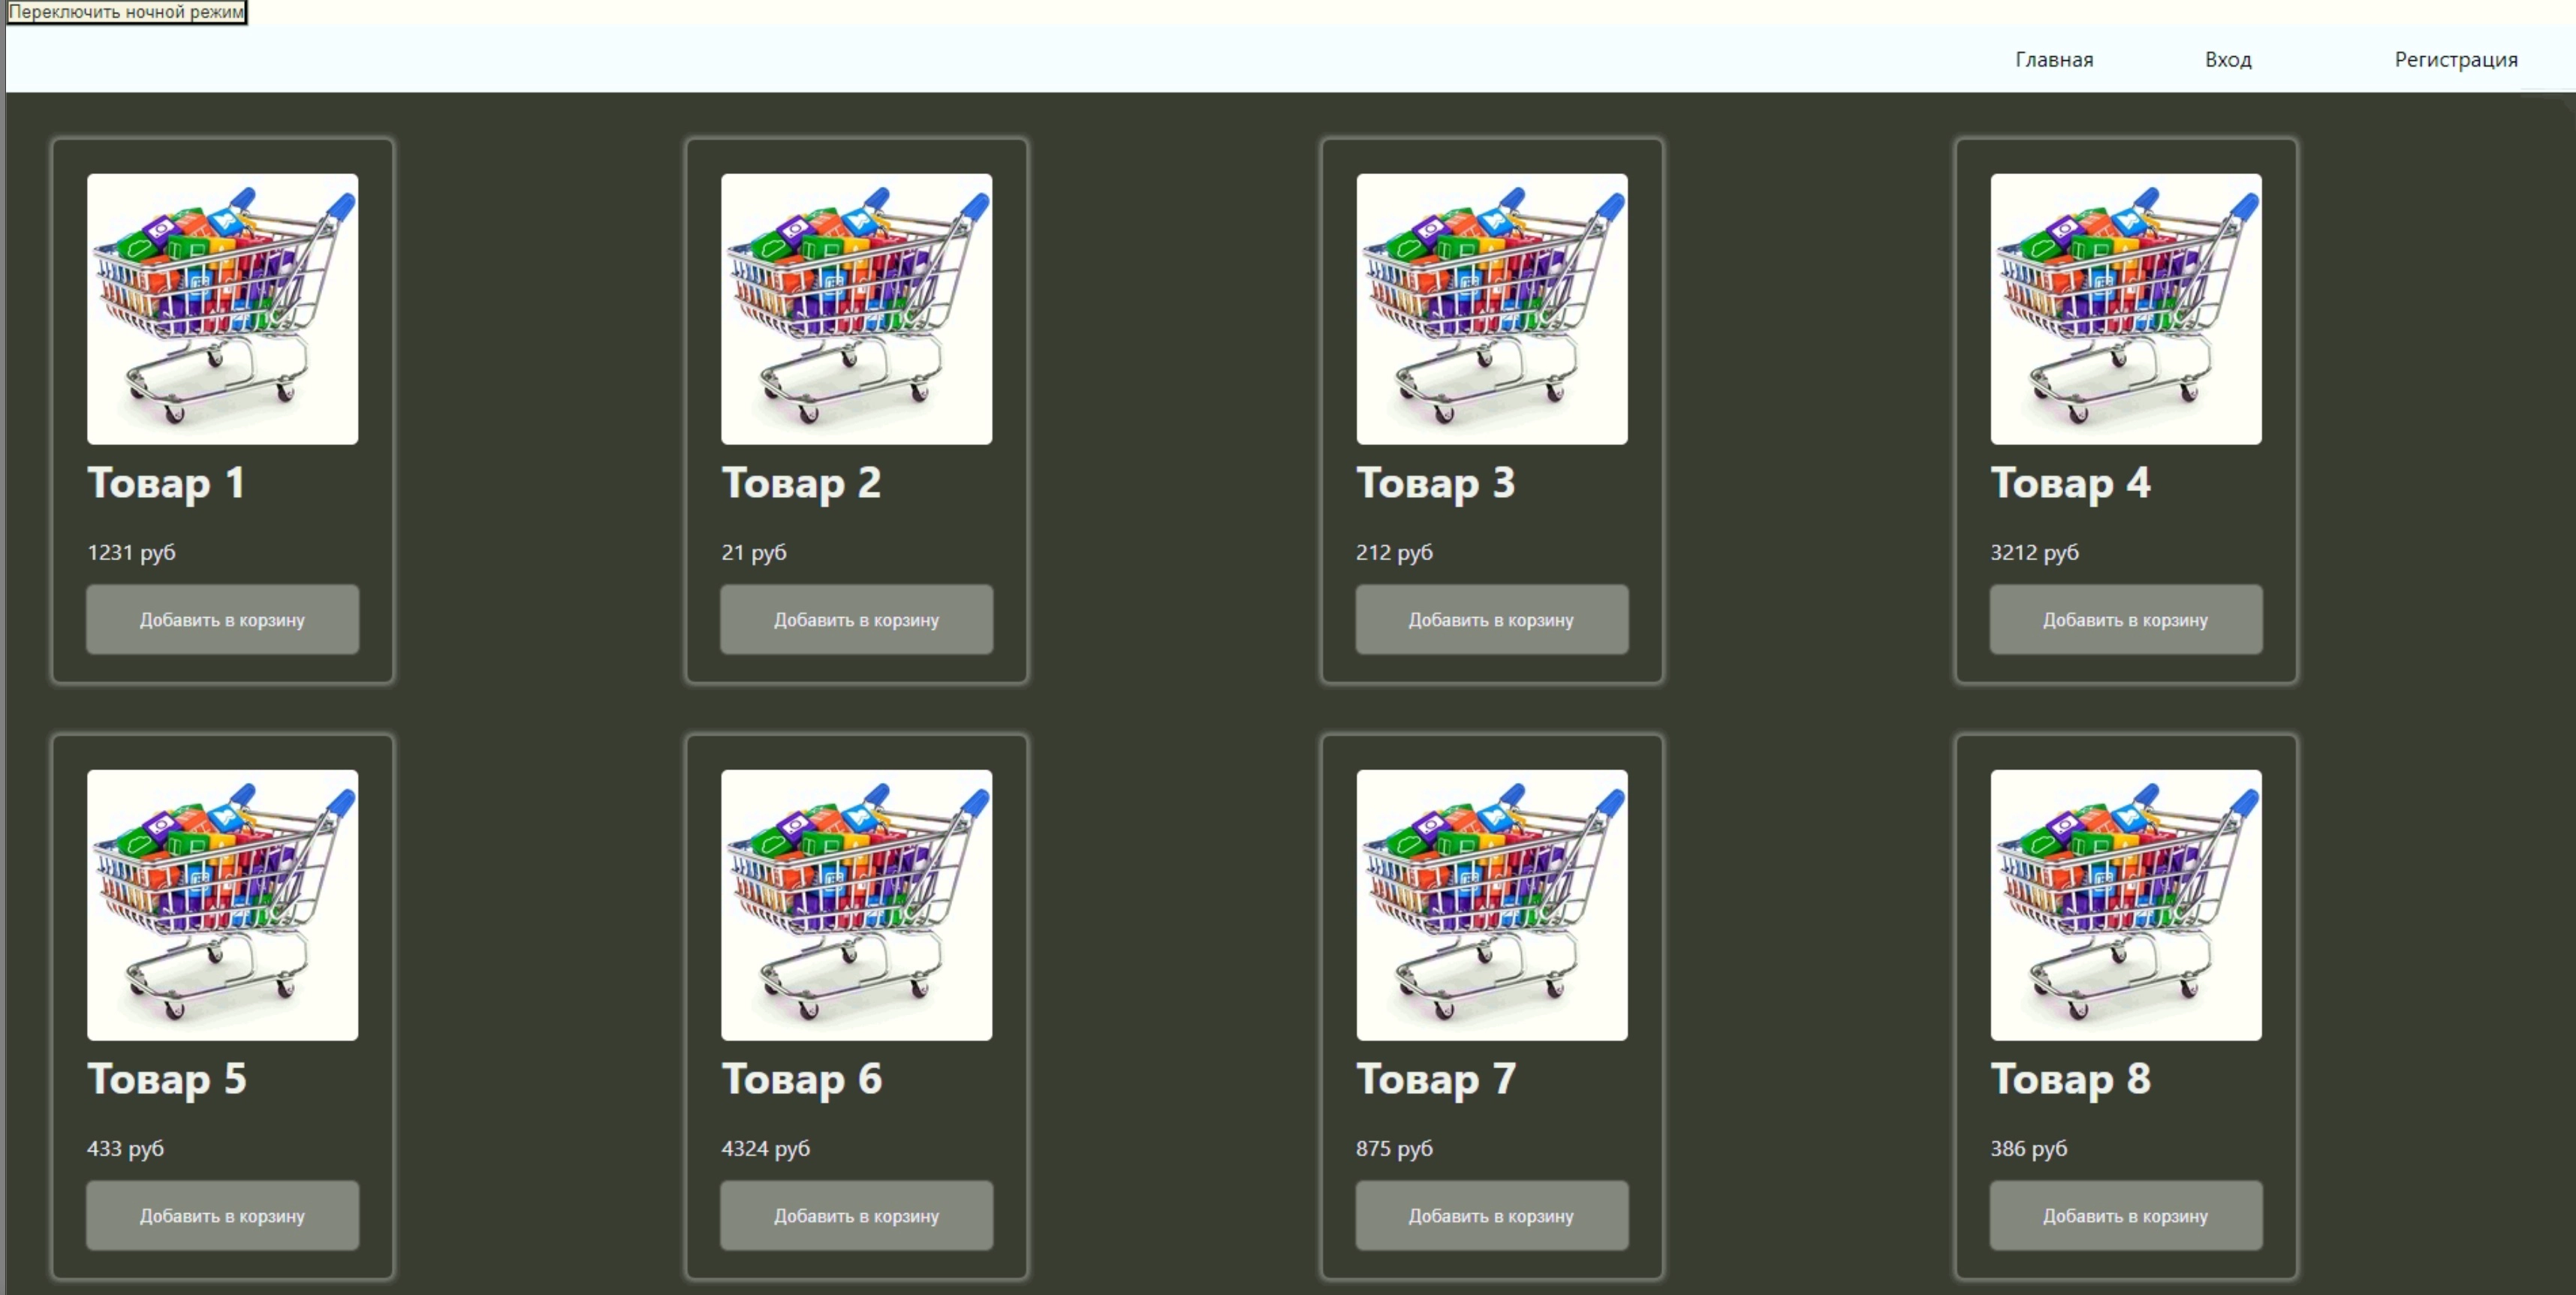 Переключить ночной режим
Главная Вход Регистрация
Товар 1
1231 руб
Добавить в корзину
Товар 2
21 руб
Добавить в корзину
Товар 3
212 руб
Добавить в корзину
Товар 4
3212 руб
Добавить в корзину
Товар 5
433 руб
Добавить в корзину
Товар 6
4324 руб
Добавить в корзину
Товар 7
875 руб
Добавить в корзину
Товар 8
386 руб
Добавить в корзину